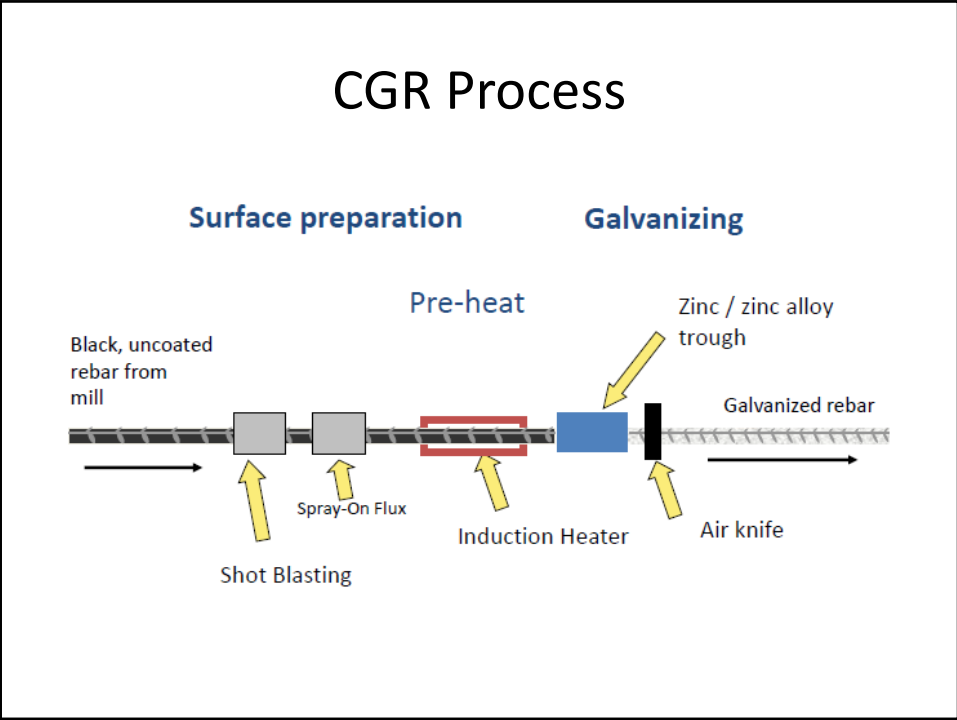 CGR Process
Surface preparation
Galvanizing
Pre-heat
Zinc / zinc alloy
trough
Black, uncoated
rebar from
mill
Galvanized rebar
Spray-On Flux
Induction Heater
Air knife
Shot Blasting